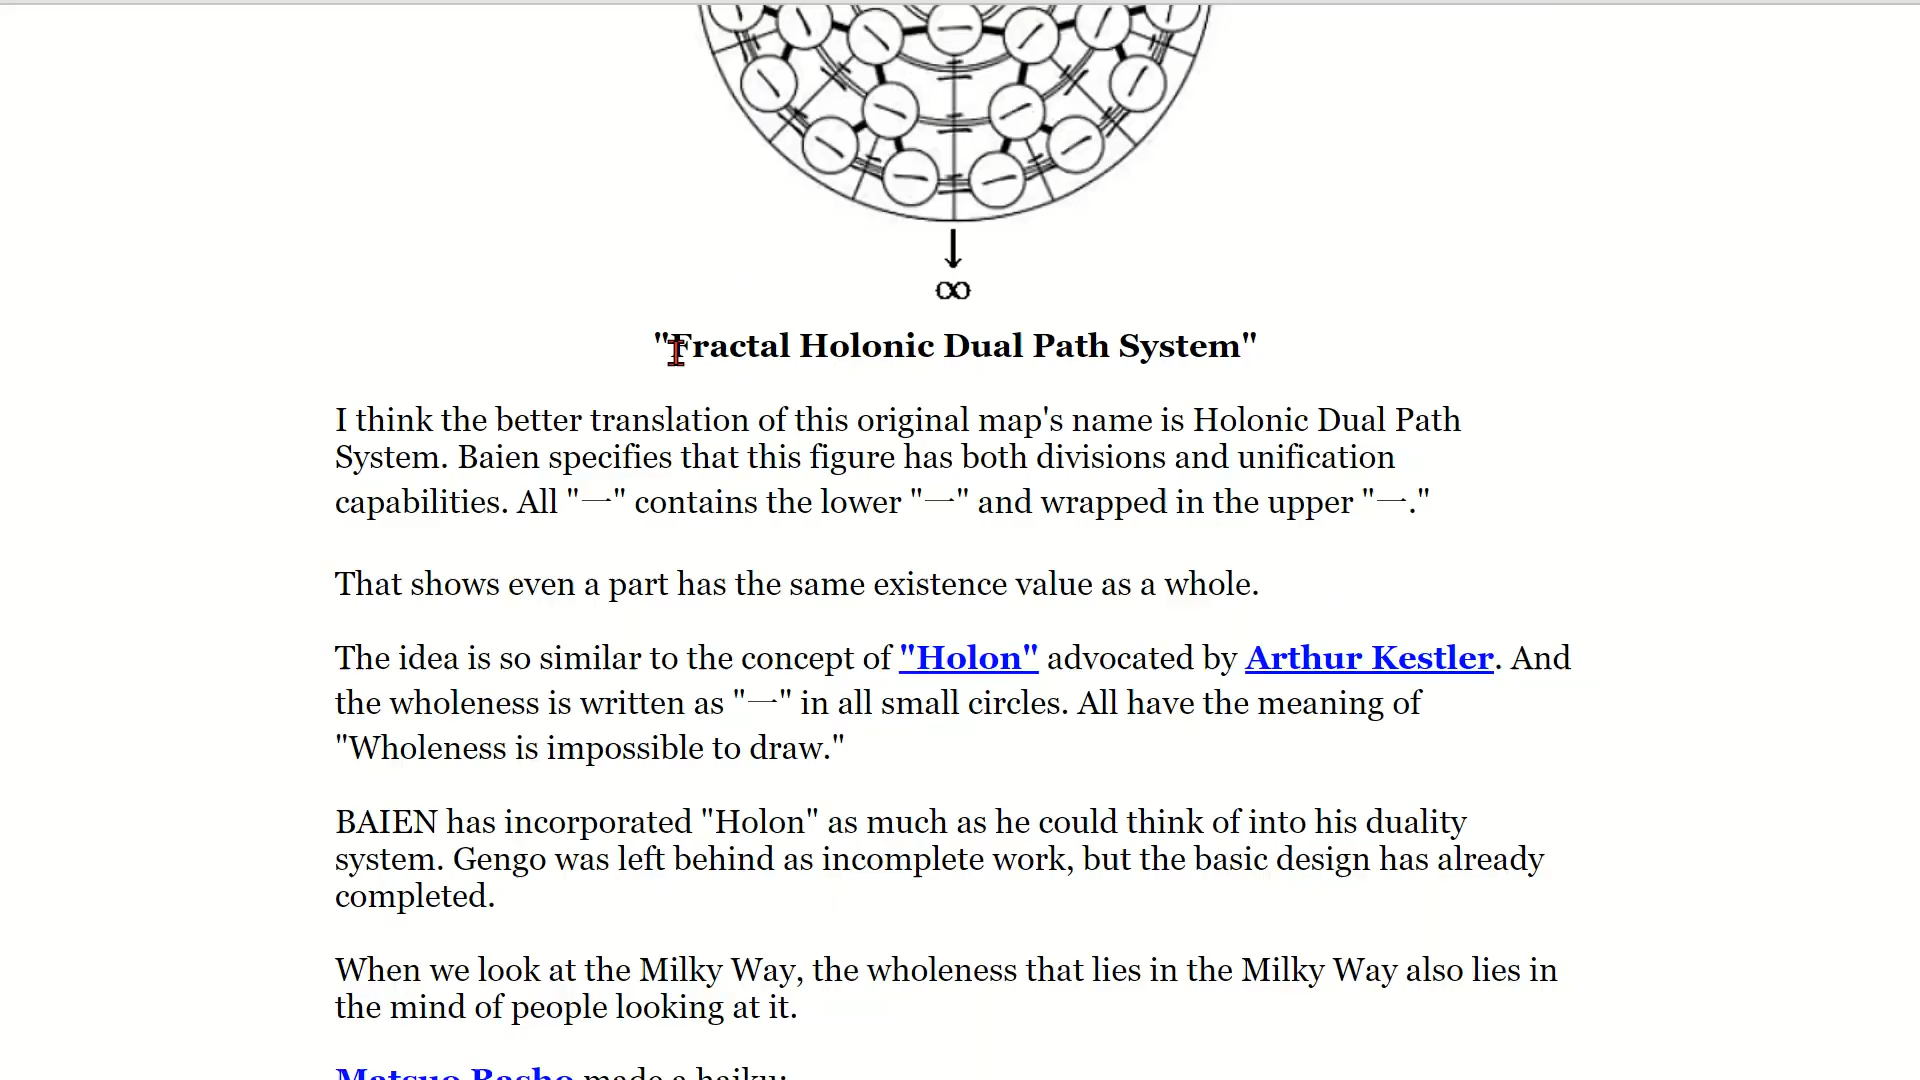 ∞
"Fractal Holonic Dual Path System"
I think the better translation of this original map's name is Holonic Dual Path
System. Baien specifies that this figure has both divisions and unification
capabilities. All "一" contains the lower "一" and wrapped in the upper "一."
That shows even a part has the same existence value as a whole.
The idea is so similar to the concept of "Holon" advocated by Arthur Kestler. And
the wholeness is written as "一" in all small circles. All have the meaning of
"Wholeness is impossible to draw."
BAIEN has incorporated "Holon" as much as he could think of into his duality
system. Gengo was left behind as incomplete work, but the basic design has already
completed.
When we look at the Milky Way, the wholeness that lies in the Milky Way also lies in
the mind of people looking at it.
Matsuo Basho made a haiku: